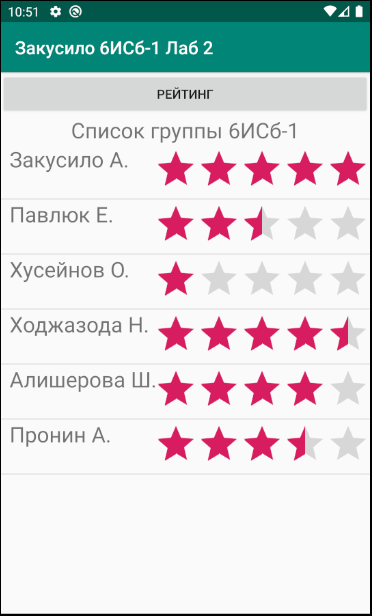 10:51
Закусило 6ИСб-1 Лаб 2
РЕЙТИНГ
Список группы 6ИСб-1
Закусило А.
Павлюк Е.
Хусейнов О.
Ходжазода Н.
Алишерова Ш.
Пронин А.